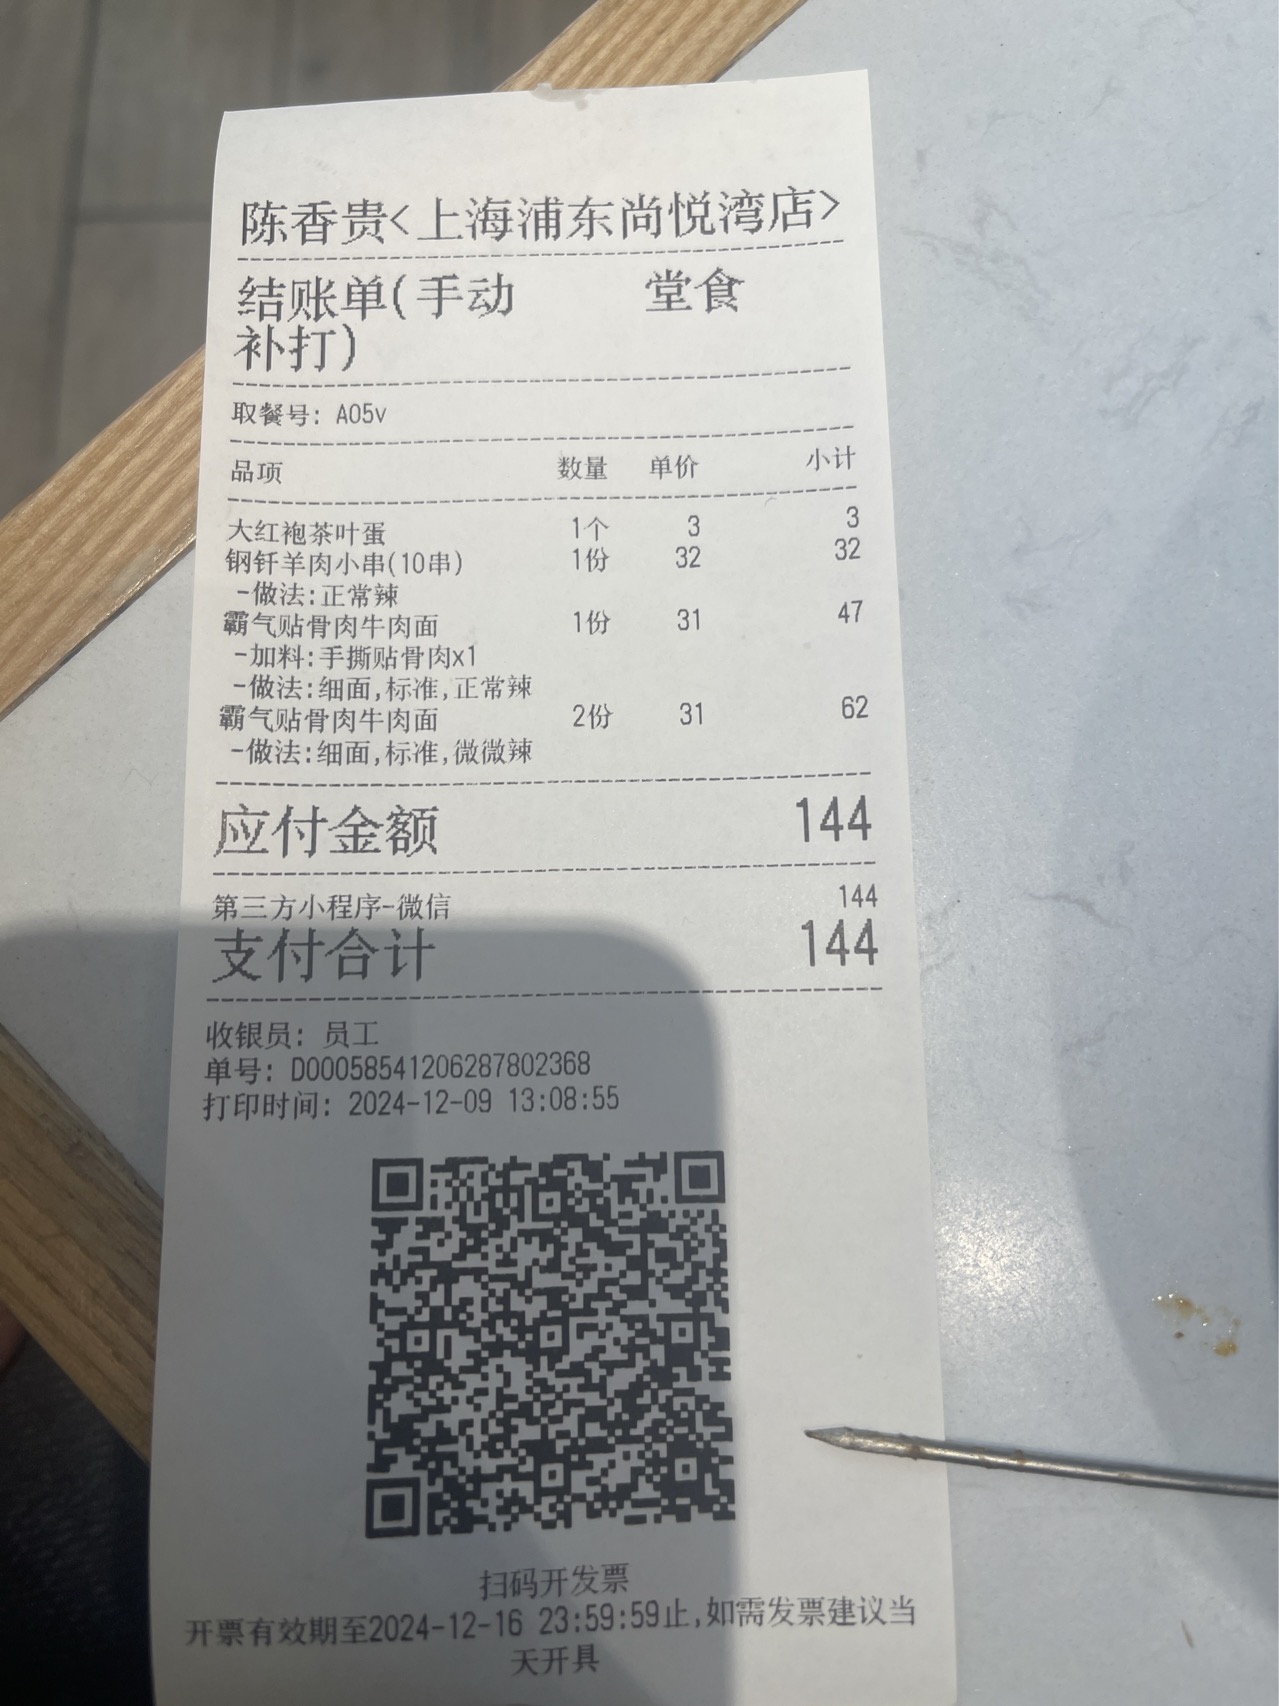 陈香贵<上海浦东尚悦湾店>
结账单(手动 堂食
补打)
取餐号: A05v
品项 数量 单价 小计
大红袍茶叶蛋 1个 3 3
钢钎羊肉小串(10串) 1份 32 32
-做法:正常辣
霸气贴骨肉牛肉面 1份 31 47
-加料:手撕贴骨肉x1
-做法:细面,标准,正常辣
霸气贴骨肉牛肉面 2份 31 62
-做法:细面,标准,微微辣
应付金额 144
第三方小程序-微信 144
支付合计 144
收银员: 员工
单号: D00058541206287802368
打印时间: 2024-12-09 13:08:55
扫码开发票
开票有效期至2024-12-16 23:59:59止,如需发票建议当
天开具